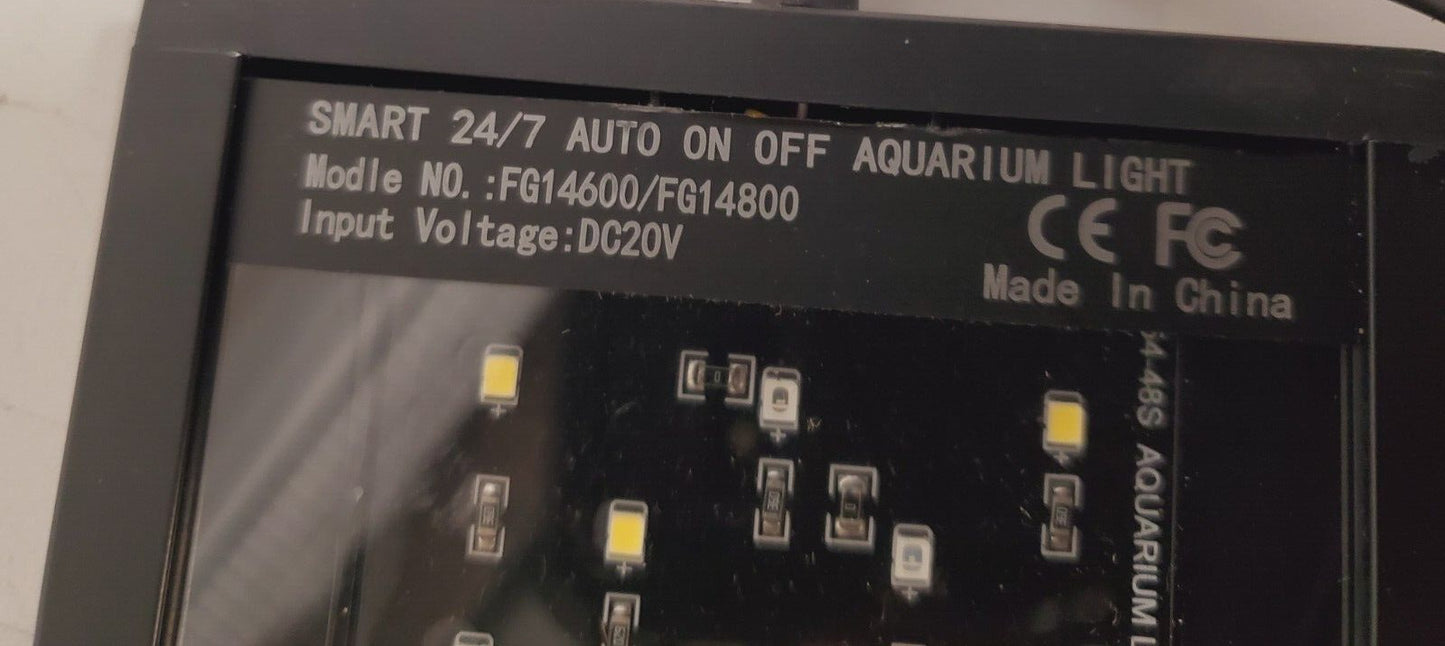 SMART 24/7 AUTO ON OFF AQUARIUM LIGHT
Modle NO.:FG14600/FG14800
Input Voltage:DC20V
CE FC
Made In China
48S AQUARIUM